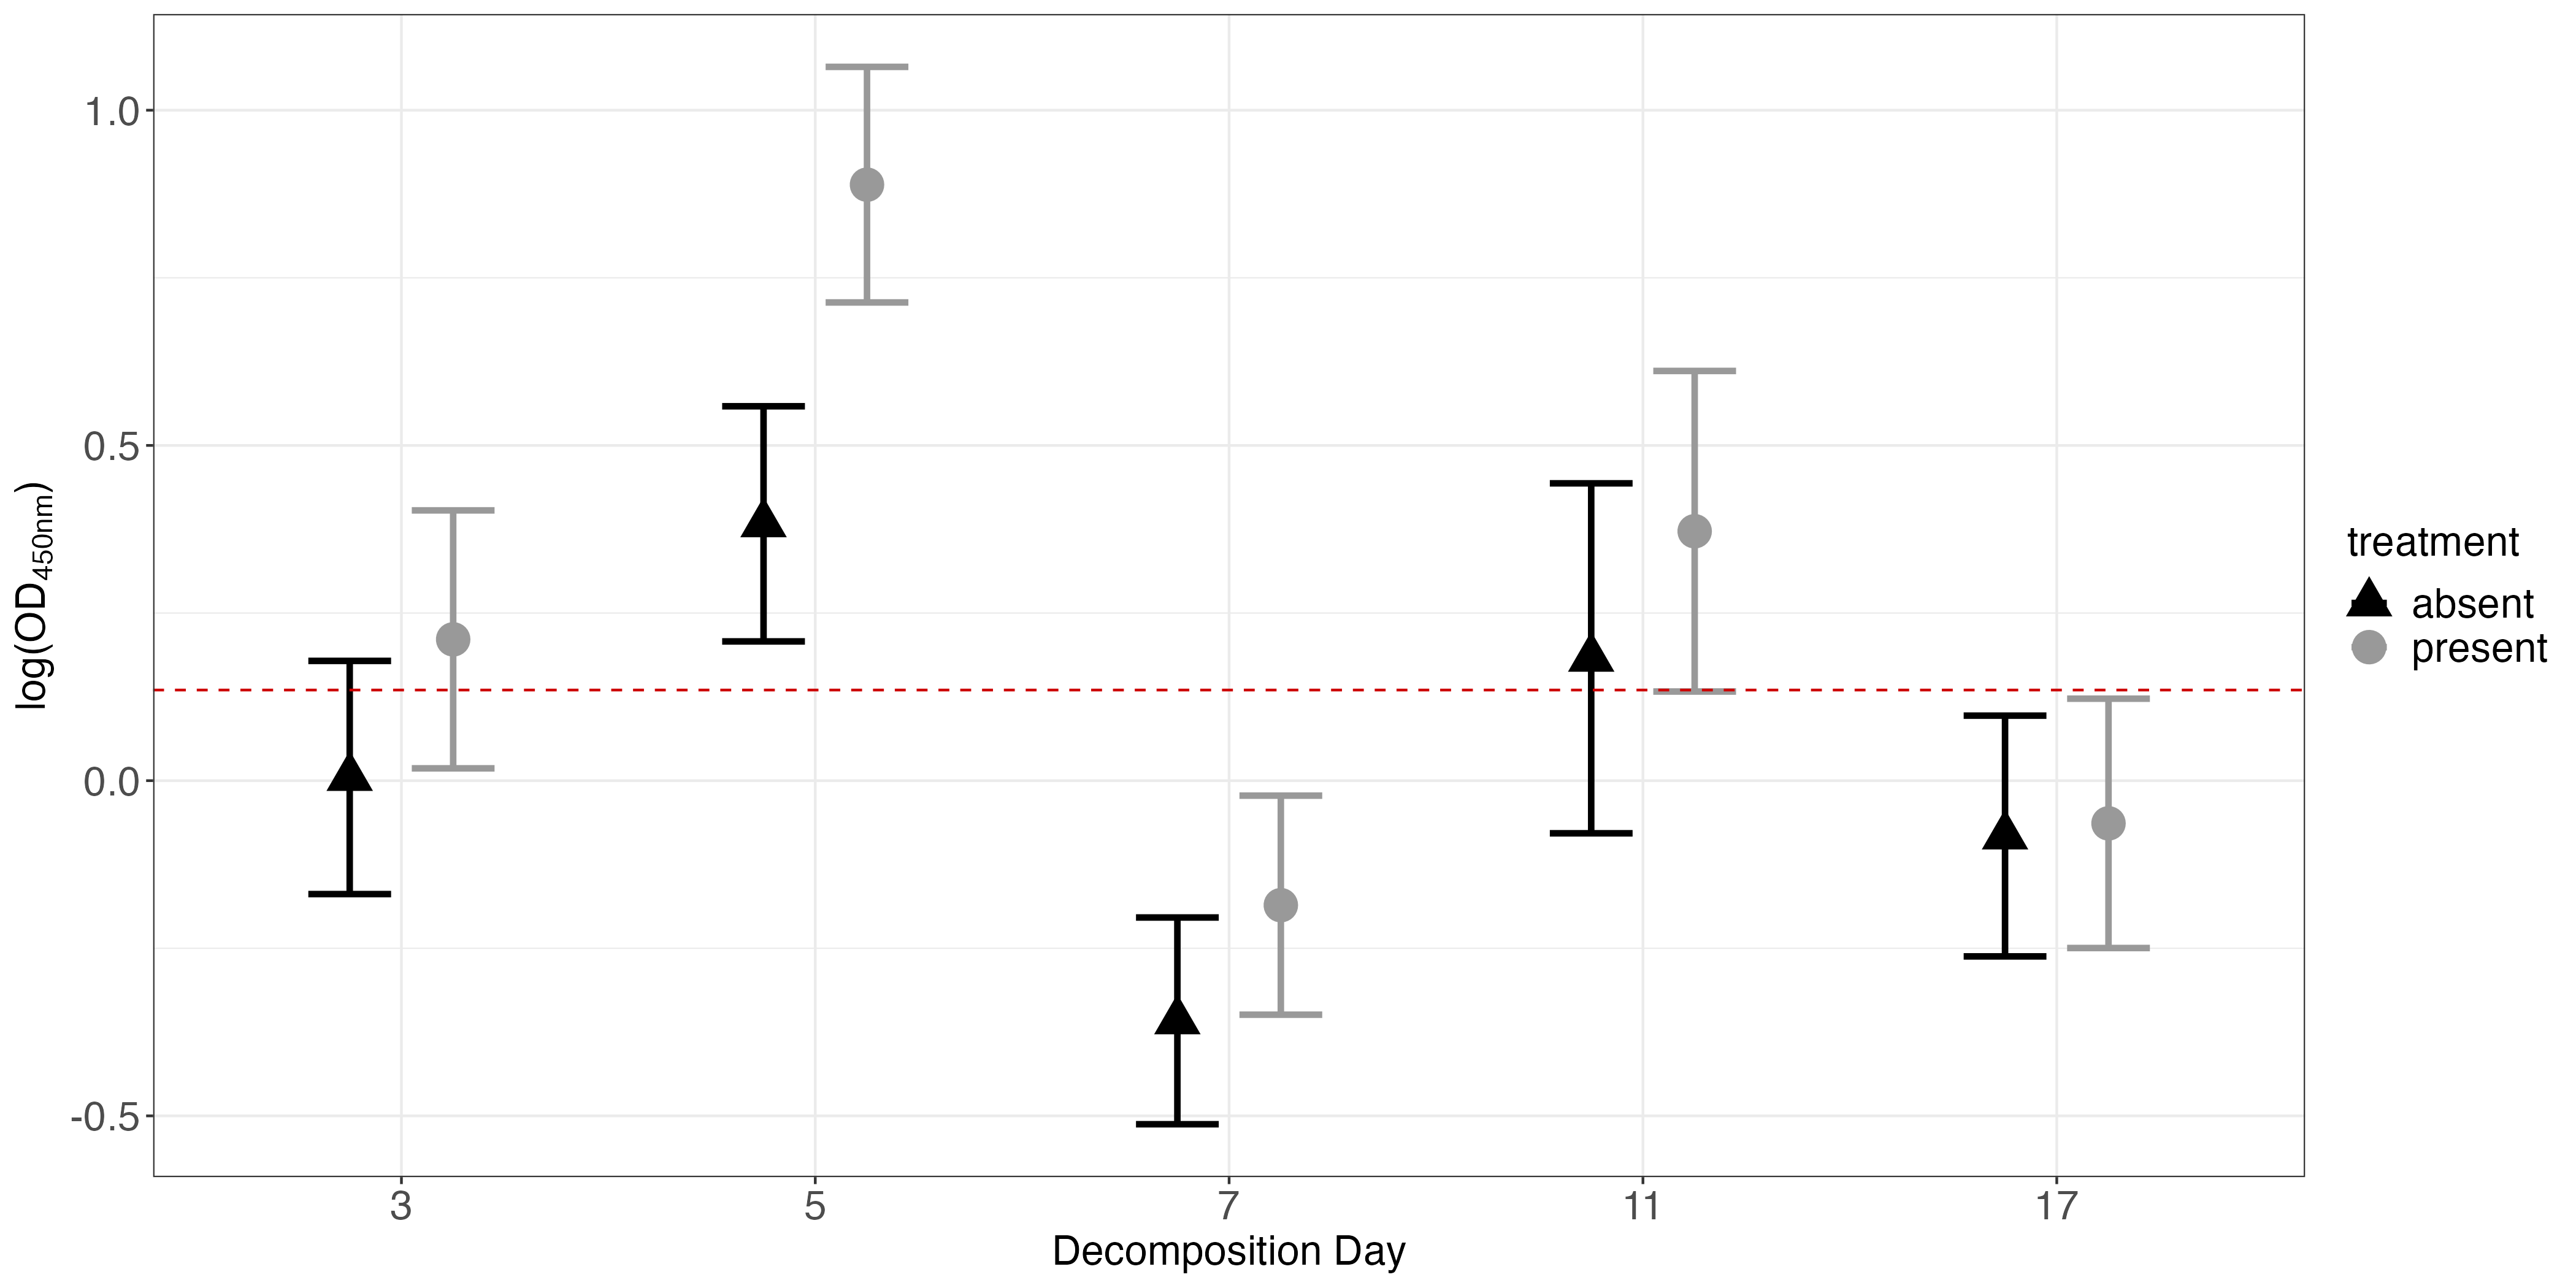 1.0
0.5
0.0
-0.5
log(OD450nm)
3 5 7 11 17
Decomposition Day
treatment
absent
present